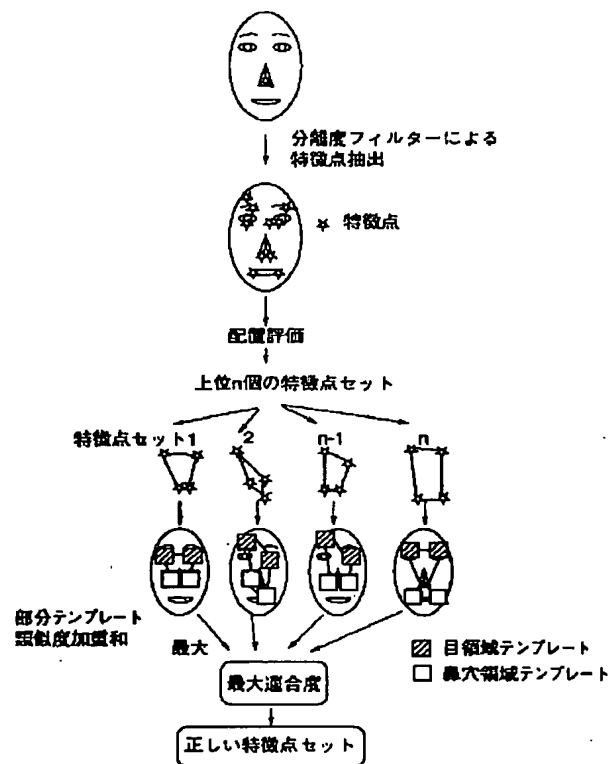 分離度フィルターによる
特徴点抽出
特徴点
配置評価
上位n個の特徴点セット
特徴点セット1
2
n-1
n
部分テンプレート
類似度加重和
最大
目領域テンプレート
鼻穴領域テンプレート
最大適合度
正しい特徴点セット